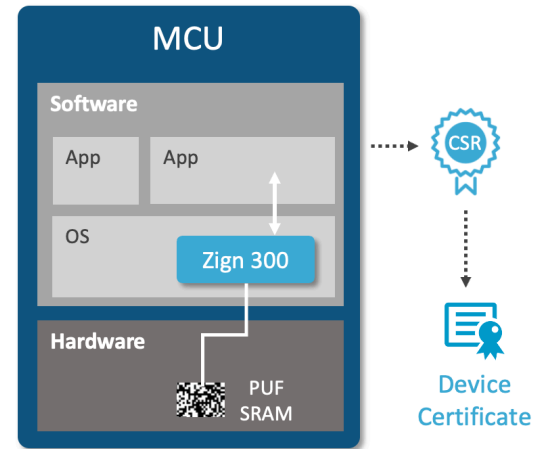 MCU
Software
App
App
OS
Zign 300
Hardware
PUF
SRAM
CSR
Device
Certificate